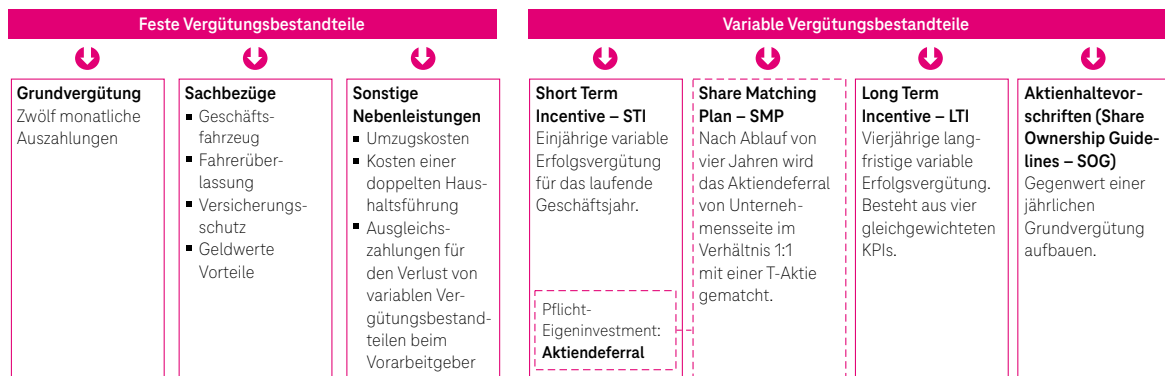 Feste Vergütungsbestandteile
Grundvergütung
Zwölf monatliche
Auszahlungen
Sachbezüge
▪ Geschäfts-
fahrzeug
▪ Fahrerüber-
lassung
▪ Versicherungs-
schutz
▪ Geldwerte
Vorteile
Sonstige
Nebenleistungen
▪ Umzugskosten
▪ Kosten einer
doppelten Haus-
haltsführung
▪ Ausgleichs-
zahlungen für
den Verlust von
variablen Ver-
gütungsbestand-
teilen beim
Vorarbeitgeber
Variable Vergütungsbestandteile
Short Term
Incentive – STI
Einjährige variable
Erfolgsvergütung
für das laufende
Geschäftsjahr.
Pflicht-
Eigeninvestment:
Aktiendeferral
Share Matching
Plan – SMP
Nach Ablauf von
vier Jahren wird
das Aktiendeferral
von Unterneh-
mensseite im
Verhältnis 1:1
mit einer T-Aktie
gematcht.
Long Term
Incentive – LTI
Vierjährige lang-
fristige variable
Erfolgsvergütung.
Besteht aus vier
gleichgewichteten
KPIs.
Aktienhaltevor-
schriften (Share
Ownership Guide-
lines – SOG)
Gegenwert einer
jährlichen
Grundvergütung
aufbauen.